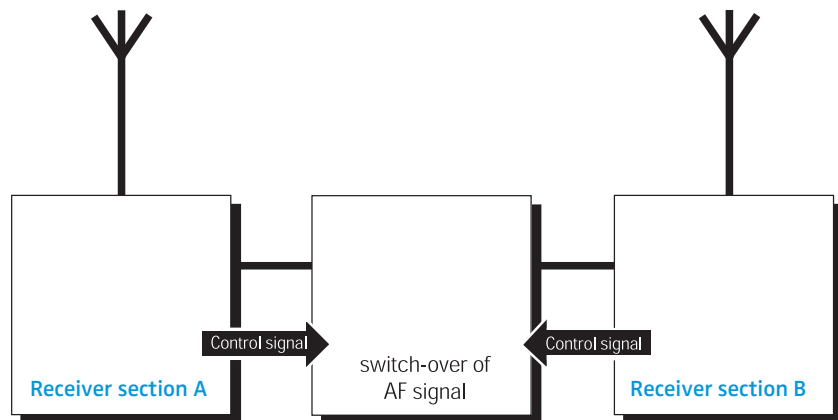 Control signal
Control signal
switch-over of
AF signal
Receiver section A
Receiver section B